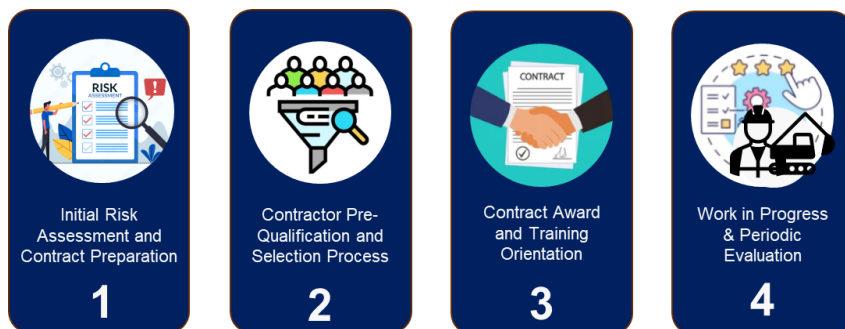 RISK
ASSESSMENT
Initial Risk
Assessment and
Contract Preparation
1
Contractor Pre-
Qualification and
Selection Process
2
CONTRACT
Contract Award
and Training
Orientation
3
Work in Progress
& Periodic
Evaluation
4